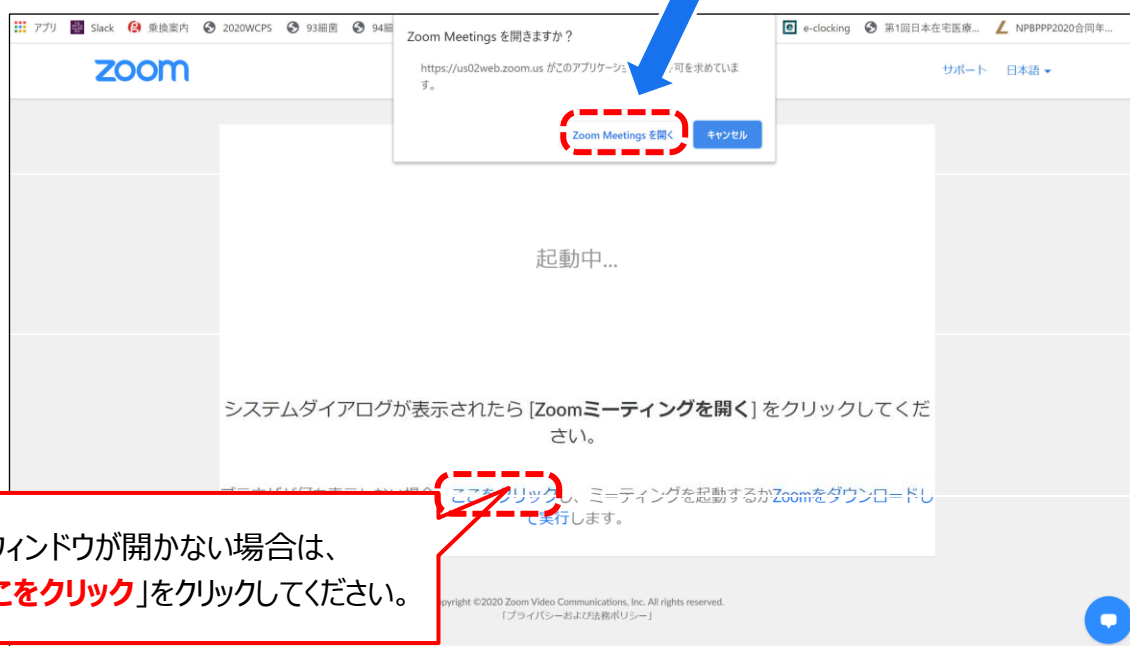 アプリ Slack 乗換案内 2020WCPS 93細菌 94細 e-clocking 第1回日本在宅医療... NPBPPP2020合同年...
Zoom Meetings を開きますか？
https://us02web.zoom.us がこのアプリケーショ 可を求めていま
す。
zoom
サポート 日本語
Zoom Meetings を開く キャンセル
起動中...
システムダイアログが表示されたら [Zoomミーティングを開く] をクリックしてくだ
さい。
ここをクリックし、ミーティングを起動するかZoomをダウンロードし
て実行します。
ウィンドウが開かない場合は、
こをクリック」をクリックしてください。
pyright ©2020 Zoom Video Communications, Inc. All rights reserved.
「プライバシーおよび法務ポリシー」